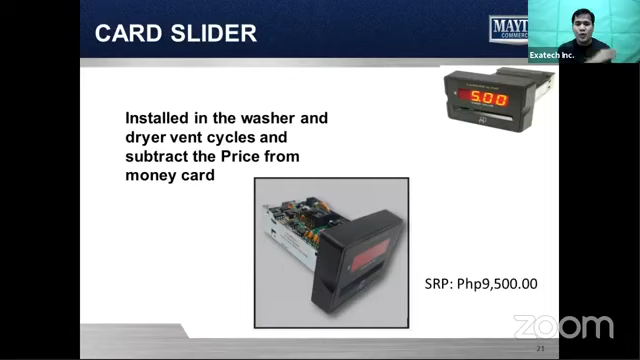 CARD SLIDER
MAYT
COMMERC
Exatech Inc.
5.00
Installed in the washer and
dryer vent cycles and
subtract the Price from
money card
SRP: Php9,500.00
zoom
21